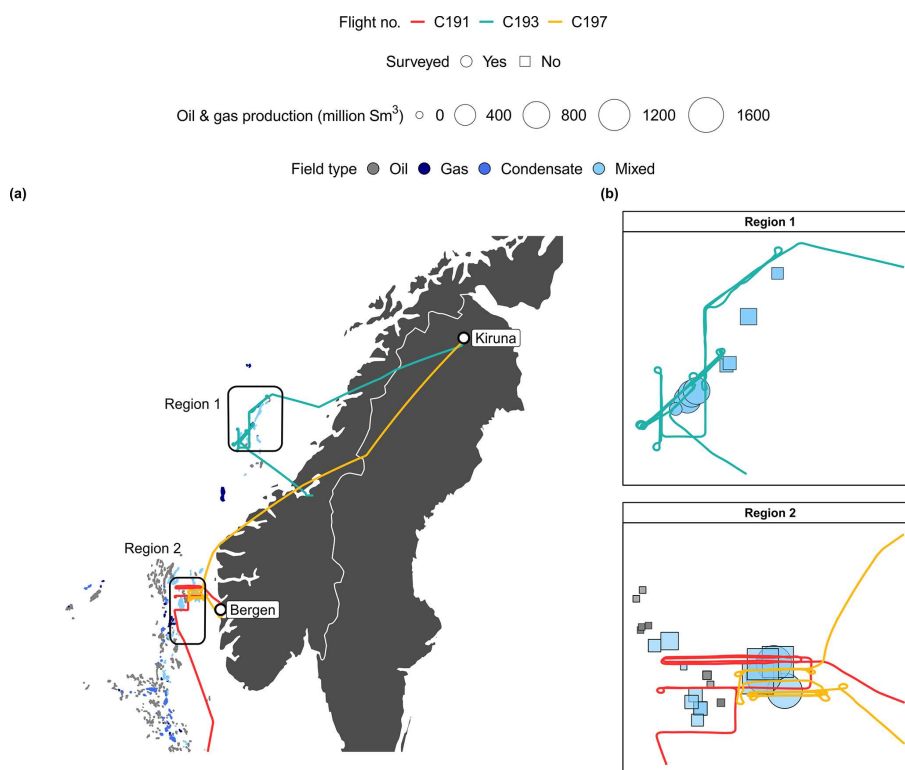 Flight no. C191 C193 C197
Surveyed Yes No
Oil & gas production (million Sm³) 0 400 800 1200 1600
Field type Oil Gas Condensate Mixed
(a)
(b)
Region 1
Kiruna
Region 1
Region 2
Region 2
Bergen